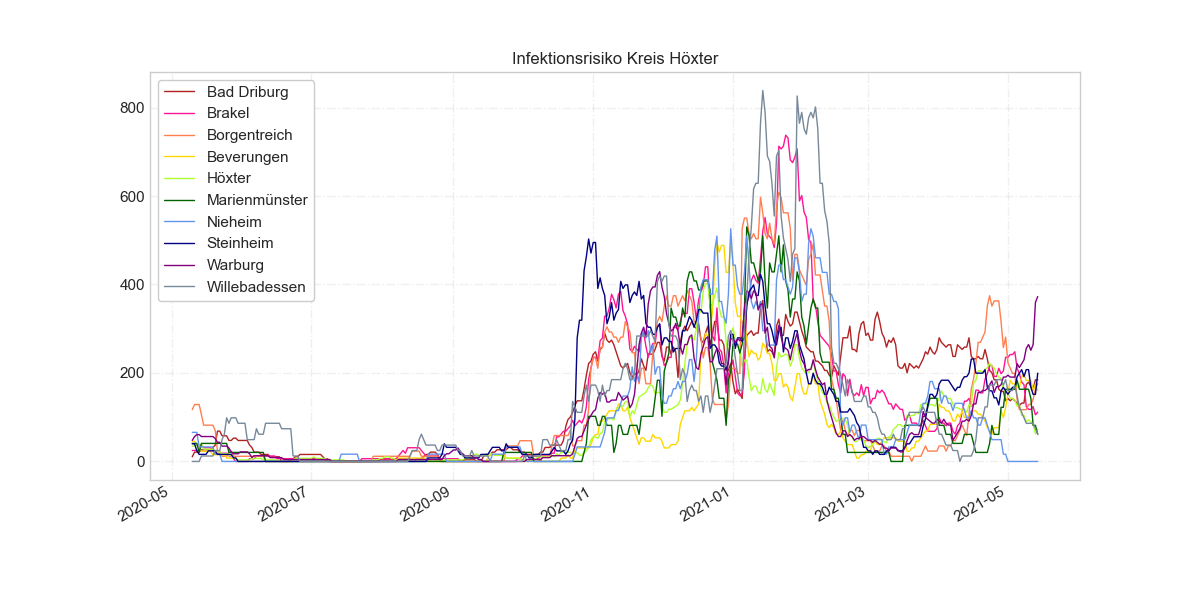 Infektionsrisiko Kreis Höxter
Bad Driburg
Brakel
Borgentreich
Beverungen
Höxter
Marienmünster
Nieheim
Steinheim
Warburg
Willebadessen
800
600
400
200
0
2020-05
2020-07
2020-09
2020-11
2021-01
2021-03
2021-05